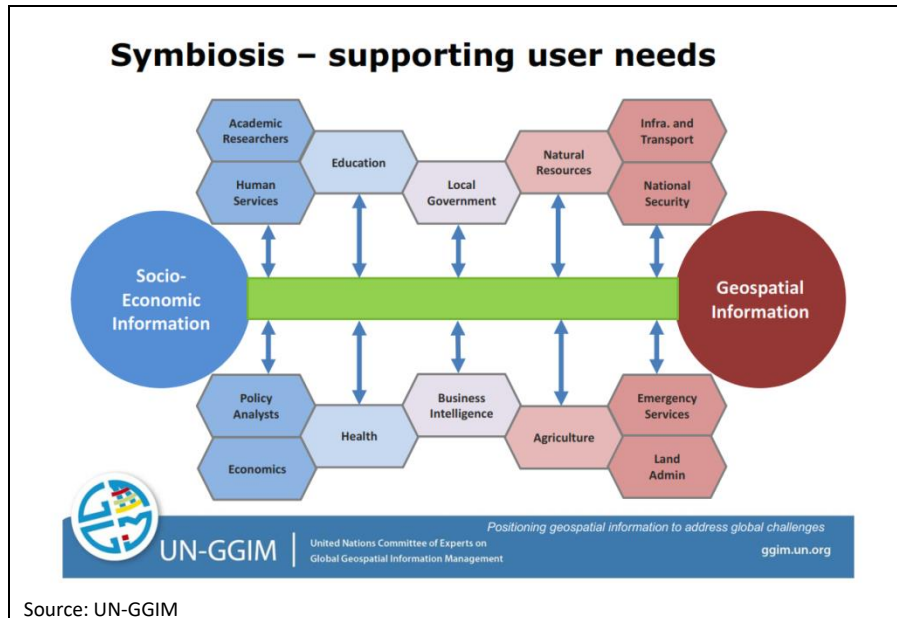 Symbiosis – supporting user needs
Academic
Researchers
Human
Services
Education
Local
Government
Natural
Resources
Infra. and
Transport
National
Security
Socio-
Economic
Information
Geospatial
Information
Policy
Analysts
Economics
Health
Business
Intelligence
Agriculture
Emergency
Services
Land
Admin
Positioning geospatial information to address global challenges
UN-GGIM
United Nations Committee of Experts on
Global Geospatial Information Management
ggim.un.org
Source: UN-GGIM